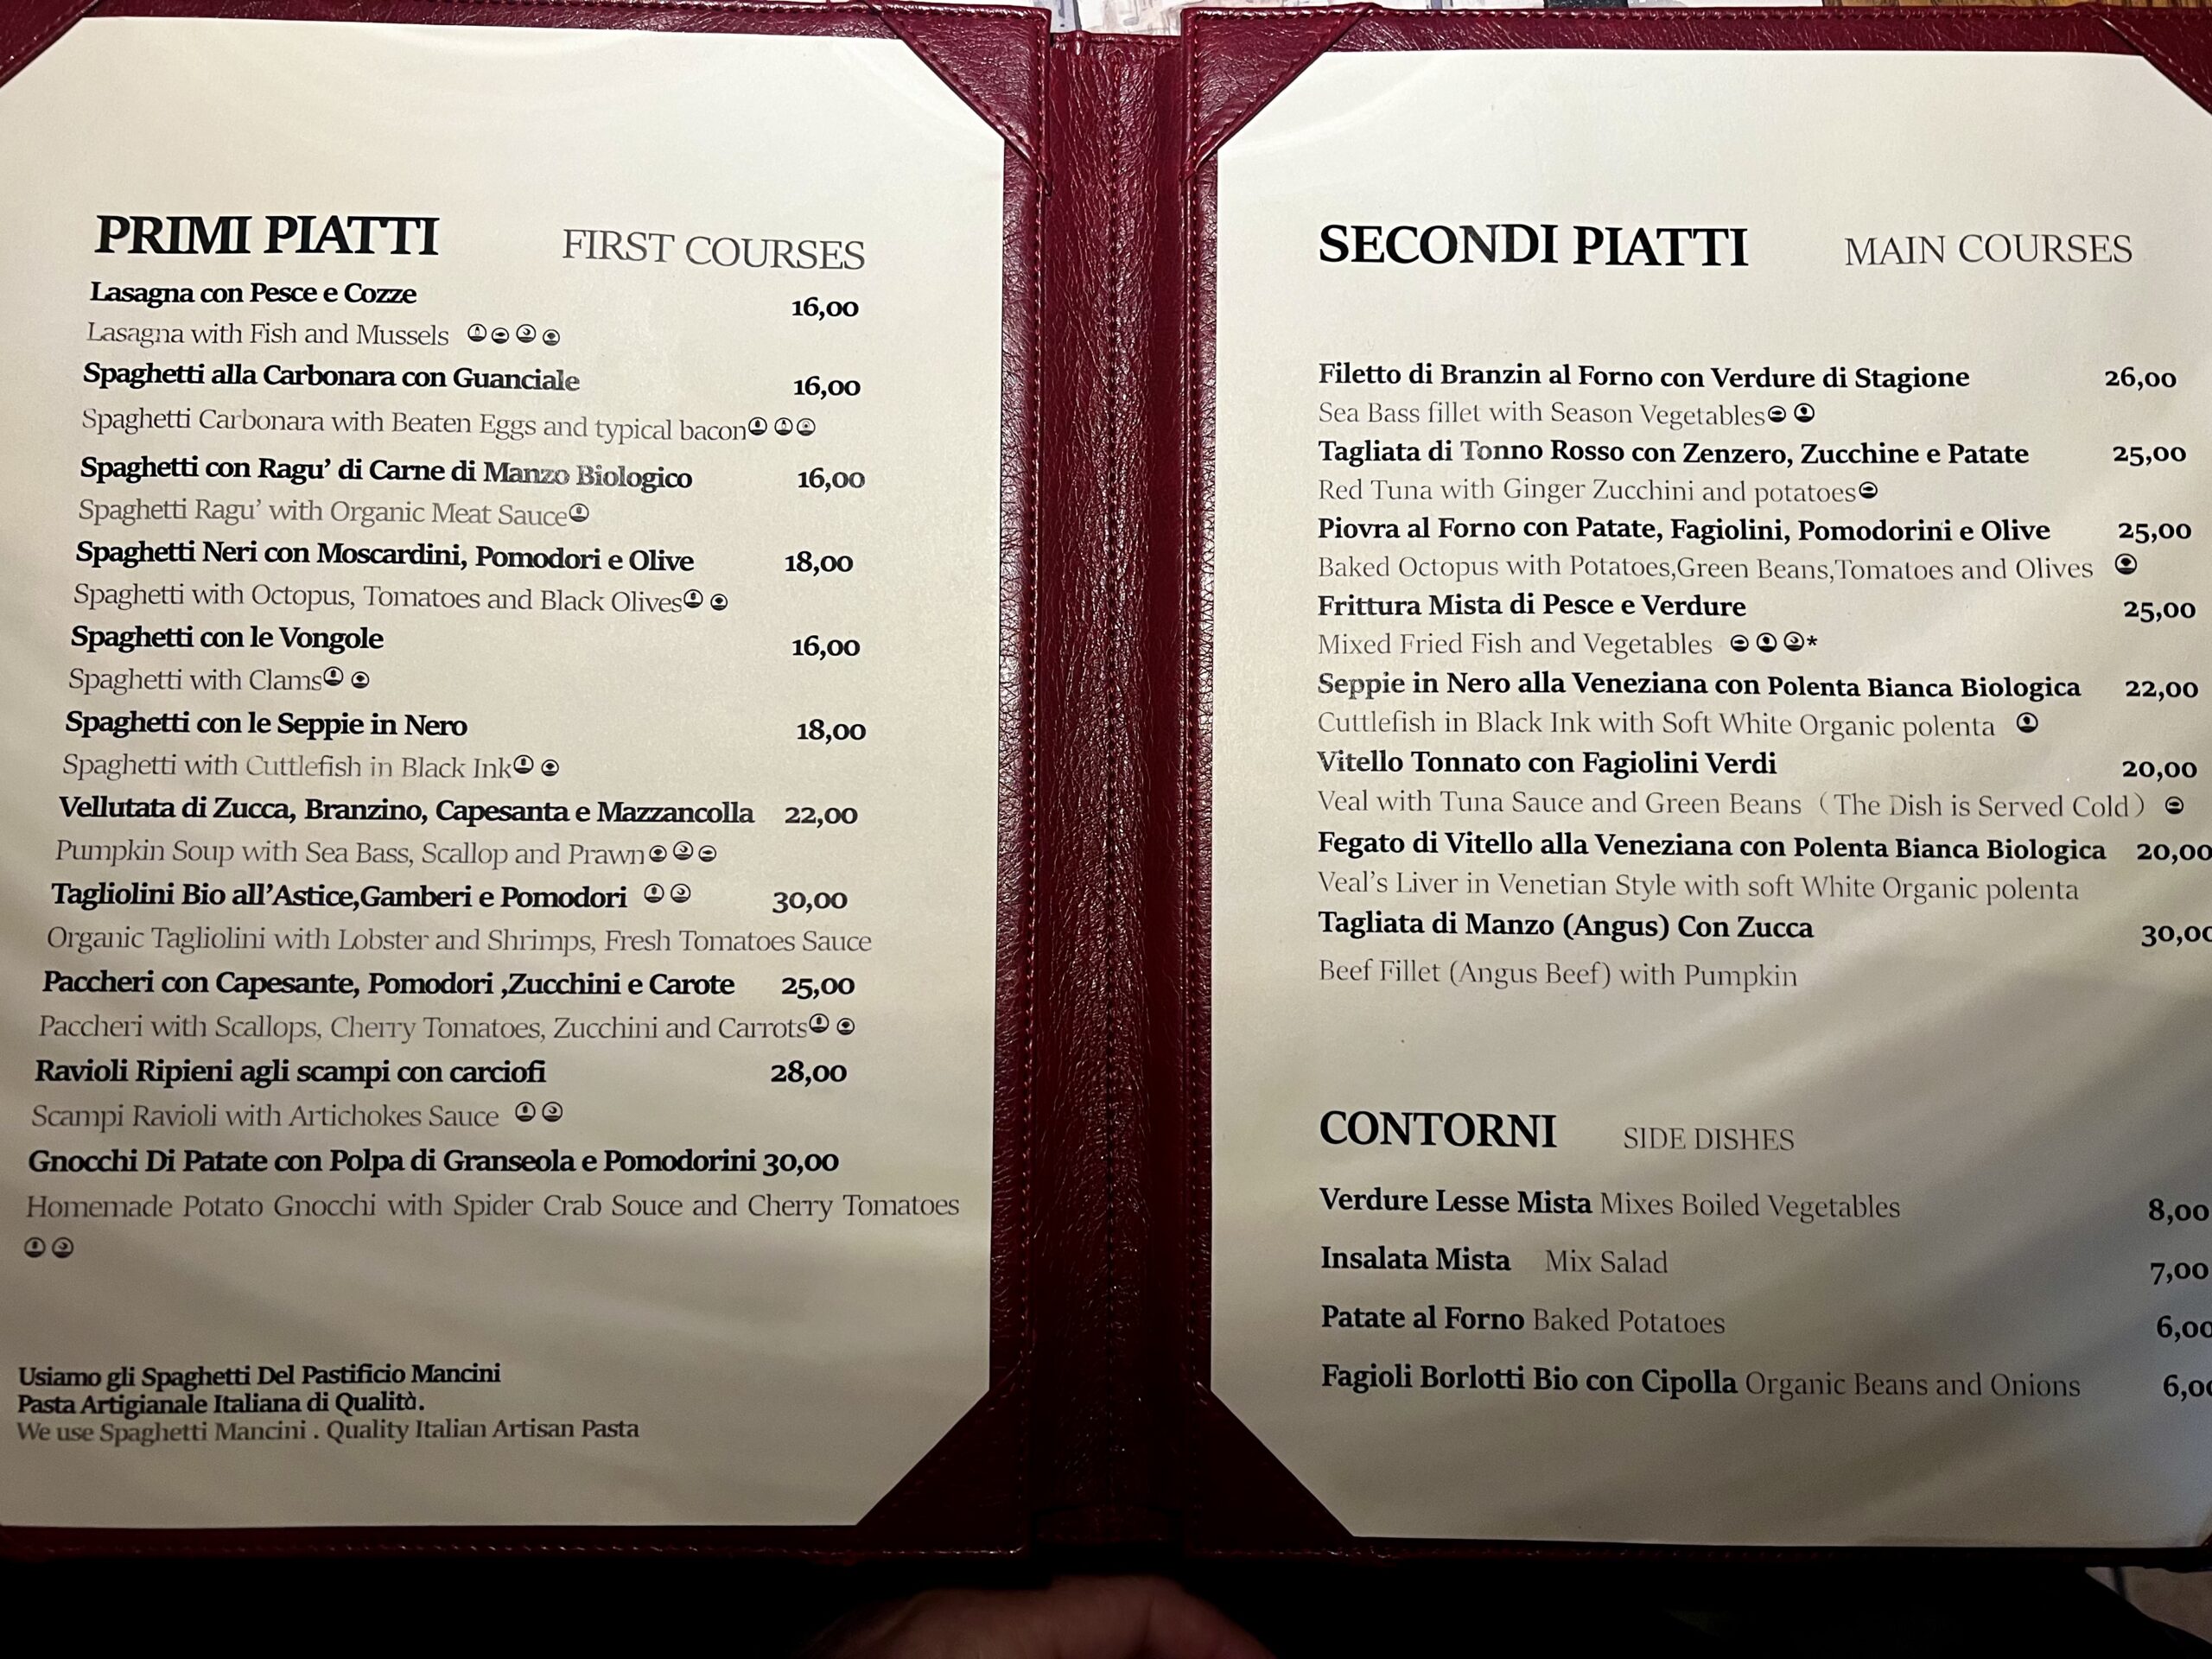 PRIMI PIATTI FIRST COURSES
Lasagna con Pesce e Cozze 16,00
Lasagna with Fish and Mussels
Spaghetti alla Carbonara con Guanciale 16,00
Spaghetti Carbonara with Beaten Eggs and typical bacon
Spaghetti con Ragu' di Carne di Manzo Biologico 16,00
Spaghetti Ragu' with Organic Meat Sauce
Spaghetti Neri con Moscardini, Pomodori e Olive 18,00
Spaghetti with Octopus, Tomatoes and Black Olives
Spaghetti con le Vongole 16,00
Spaghetti with Clams
Spaghetti con le Seppie in Nero 18,00
Spaghetti with Cuttlefish in Black Ink
Vellutata di Zucca, Branzino, Capesanta e Mazzancolla 22,00
Pumpkin Soup with Sea Bass, Scallop and Prawn
Tagliolini Bio all'Astice,Gamberi e Pomodori 30,00
Organic Tagliolini with Lobster and Shrimps, Fresh Tomatoes Sauce
Paccheri con Capesante, Pomodori ,Zucchini e Carote 25,00
Paccheri with Scallops, Cherry Tomatoes, Zucchini and Carrots
Ravioli Ripieni agli scampi con carciofi 28,00
Scampi Ravioli with Artichokes Sauce
Gnocchi Di Patate con Polpa di Granseola e Pomodorini 30,00
Homemade Potato Gnocchi with Spider Crab Souce and Cherry Tomatoes
Usiamo gli Spaghetti Del Pastificio Mancini
Pasta Artigianale Italiana di Qualità.
We use Spaghetti Mancini . Quality Italian Artisan Pasta
SECONDI PIATTI MAIN COURSES
Filetto di Branzin al Forno con Verdure di Stagione 26,00
Sea Bass fillet with Season Vegetables
Tagliata di Tonno Rosso con Zenzero, Zucchine e Patate 25,00
Red Tuna with Ginger Zucchini and potatoes
Piovra al Forno con Patate, Fagiolini, Pomodorini e Olive 25,00
Baked Octopus with Potatoes,Green Beans,Tomatoes and Olives
Frittura Mista di Pesce e Verdure 25,00
Mixed Fried Fish and Vegetables *
Seppie in Nero alla Veneziana con Polenta Bianca Biologica 22,00
Cuttlefish in Black Ink with Soft White Organic polenta
Vitello Tonnato con Fagiolini Verdi 20,00
Veal with Tuna Sauce and Green Beans (The Dish is Served Cold)
Fegato di Vitello alla Veneziana con Polenta Bianca Biologica 20,00
Veal's Liver in Venetian Style with soft White Organic polenta
Tagliata di Manzo (Angus) Con Zucca 30,00
Beef Fillet (Angus Beef) with Pumpkin
CONTORNI SIDE DISHES
Verdure Lesse Mista Mixes Boiled Vegetables 8,00
Insalata Mista Mix Salad 7,00
Patate al Forno Baked Potatoes 6,00
Fagioli Borlotti Bio con Cipolla Organic Beans and Onions 6,00